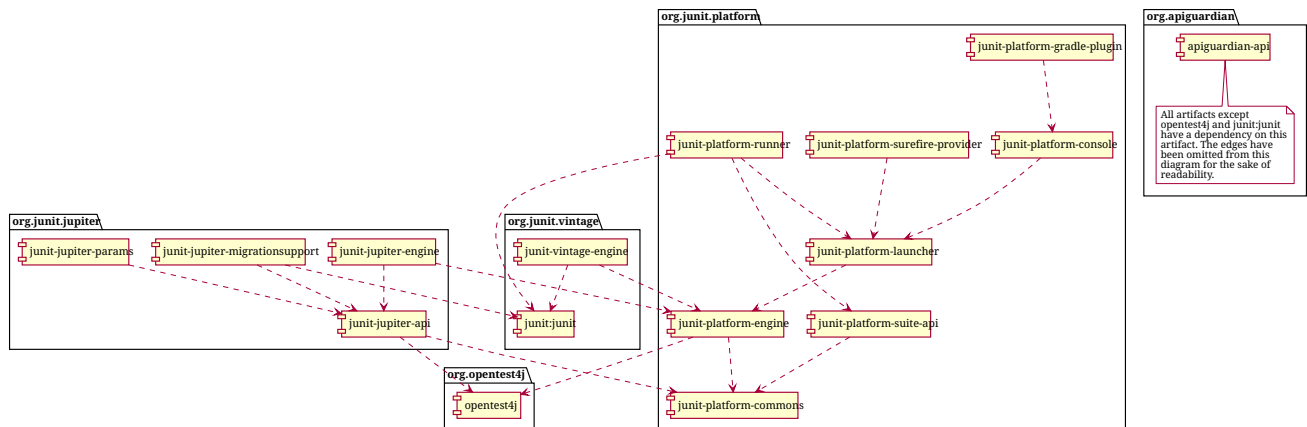 org.junit.platform
org.apiguardian
junit-platform-gradle-plugin
apiguardian-api
All artifacts except
opentest4j and junit:junit
have a dependency on this
artifact. The edges have
been omitted from this
diagram for the sake of
readability.
junit-platform-runner
junit-platform-surefire-provider
junit-platform-console
org.junit.jupiter
org.junit.vintage
junit-jupiter-params
junit-jupiter-migrationsupport
junit-jupiter-engine
junit-vintage-engine
junit-platform-launcher
junit-jupiter-api
junit:junit
junit-platform-engine
junit-platform-suite-api
org.opentest4j
opentest4j
junit-platform-commons